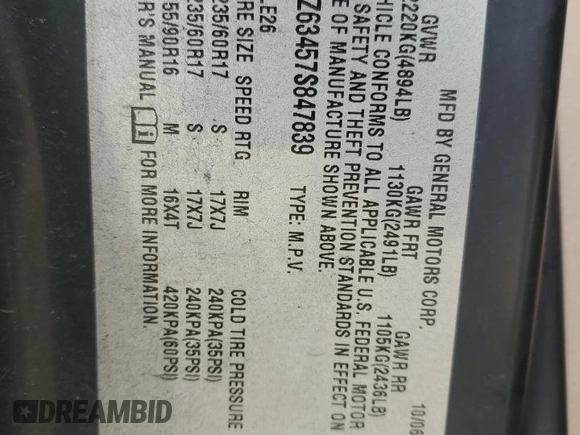 MFD BY GENERAL MOTORS CORP. 10/06
GVWR GAWR FRT GAWR RR
2220KG(4894LB) 1130KG(2491LB) 1105KG(2436LB)
HICLE CONFORMS TO ALL APPLICABLE U.S. FEDERAL MOTOR
SAFETY AND THEFT PREVENTION STANDARDS IN EFFECT ON
E OF MANUFACTURE SHOWN ABOVE.
Z63457S847839 TYPE: M.P.V.
LE26
RE SIZE SPEED RTG RIM COLD TIRE PRESSURE
235/60R17 S 17X7J 240KPA(35PSI)
235/60R17 S 17X7J 240KPA(35PSI)
55/90R16 M 16X4T 420KPA(60PSI)
R'S MANUAL i FOR MORE INFORMATION.
DREAMBID